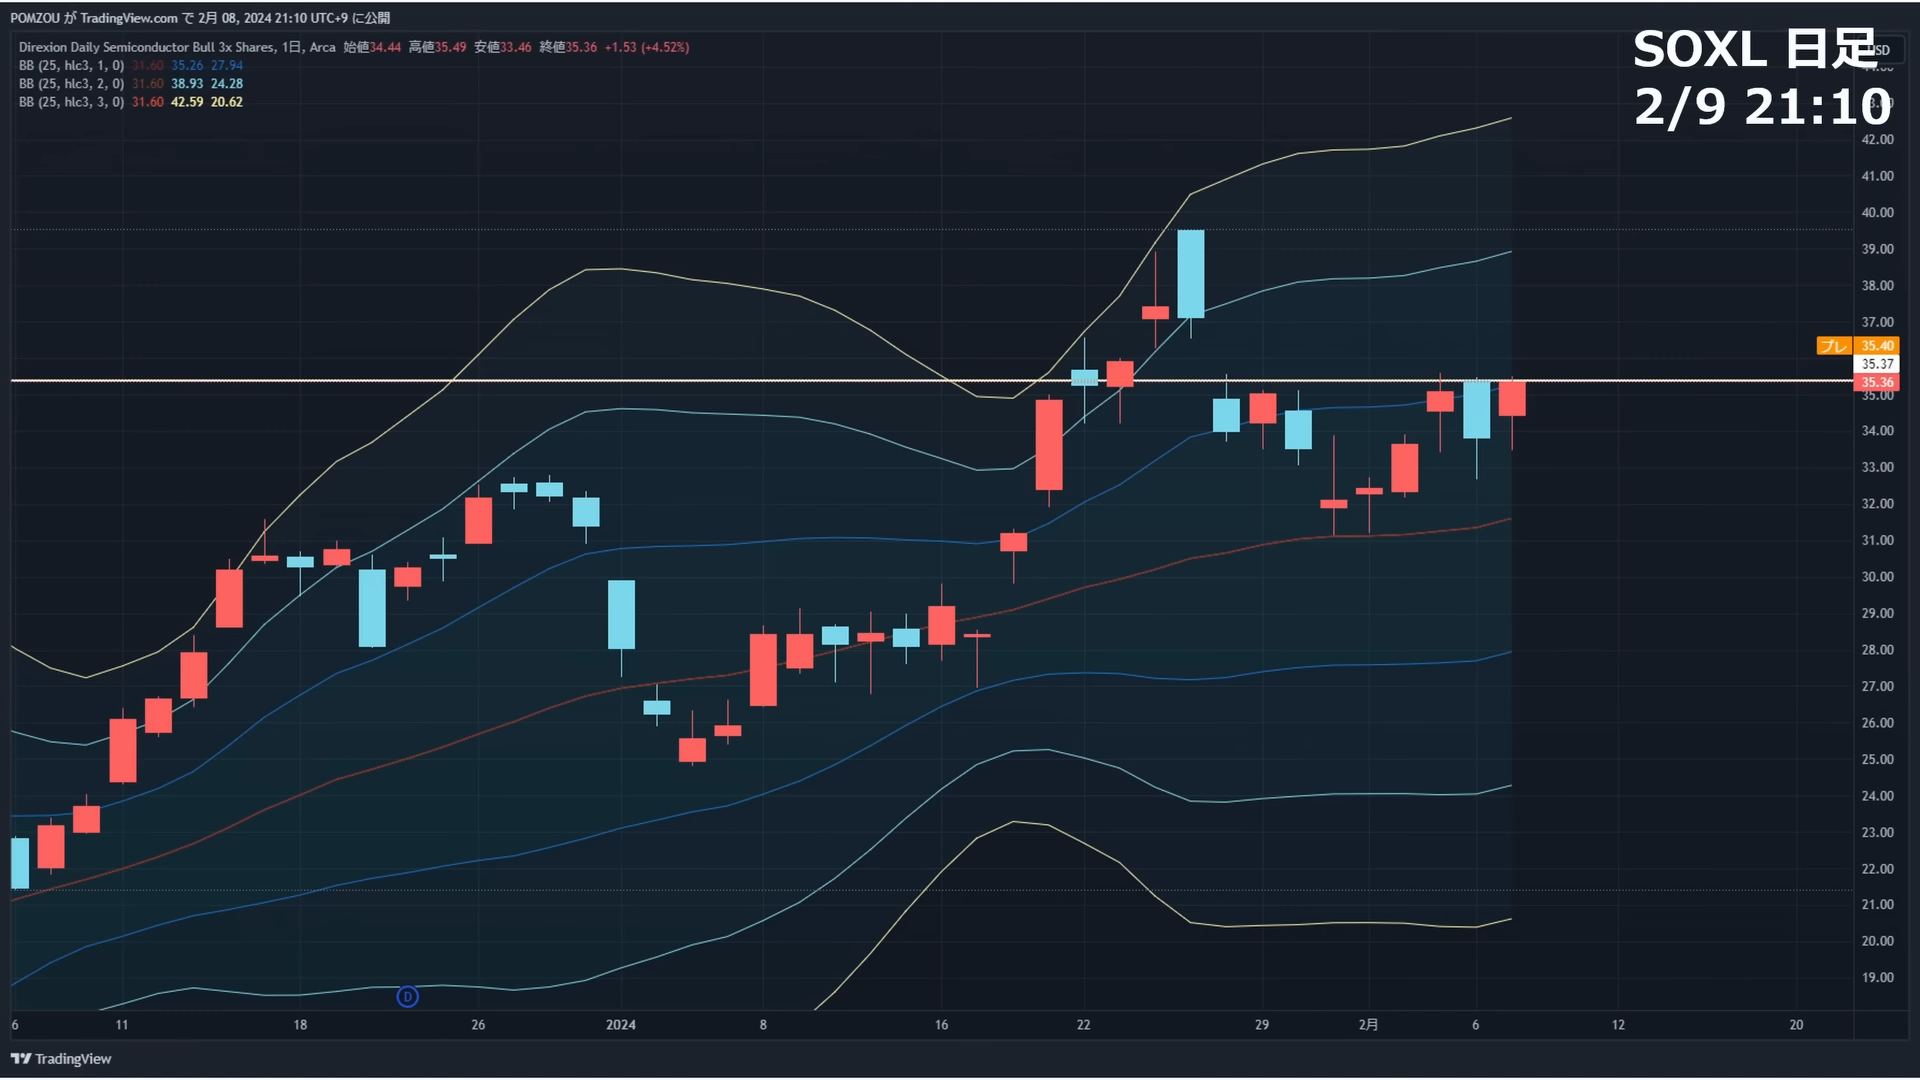 POMZOU が TradingView.com で 2月 08, 2024 21:10 UTC+9 に公開
Direxion Daily Semiconductor Bull 3x Shares, 1日, Arca 始値34.44 高値35.49 安値33.46 終値35.36 +1.53 (+4.52%)
BB (25, hlc3, 1, 0) 31.60 35.26 27.94
BB (25, hlc3, 2, 0) 31.60 38.93 24.28
BB (25, hlc3, 3, 0) 31.60 42.59 20.62
SOXL 日足
2/9 21:10
42.00
41.00
40.00
39.00
38.00
37.00
プレ 35.40
35.37
35.36
35.00
34.00
33.00
32.00
31.00
30.00
29.00
28.00
27.00
26.00
25.00
24.00
23.00
22.00
21.00
20.00
19.00
D
6 11 18 26 2024 8 16 22 29 2月 6 12 20
TradingView